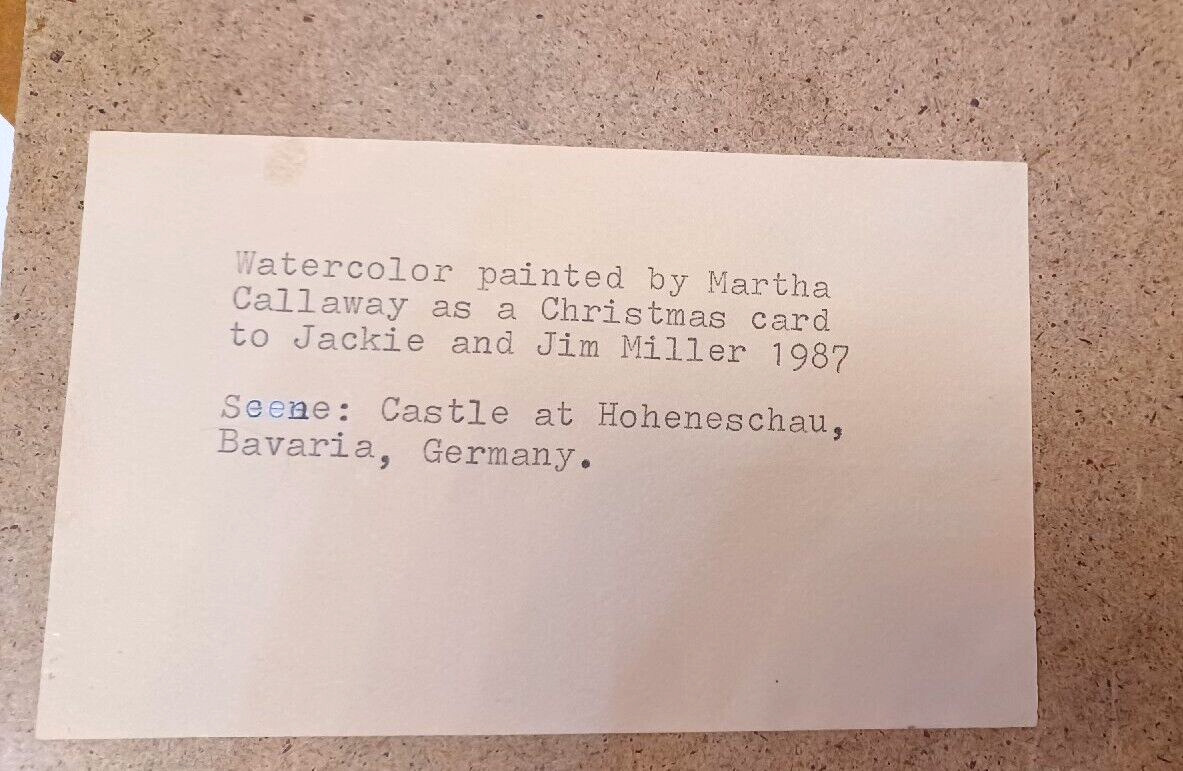 Watercolor painted by Martha
Callaway as a Christmas card
to Jackie and Jim Miller 1987
Scene: Castle at Hoheneschau,
Bavaria, Germany.